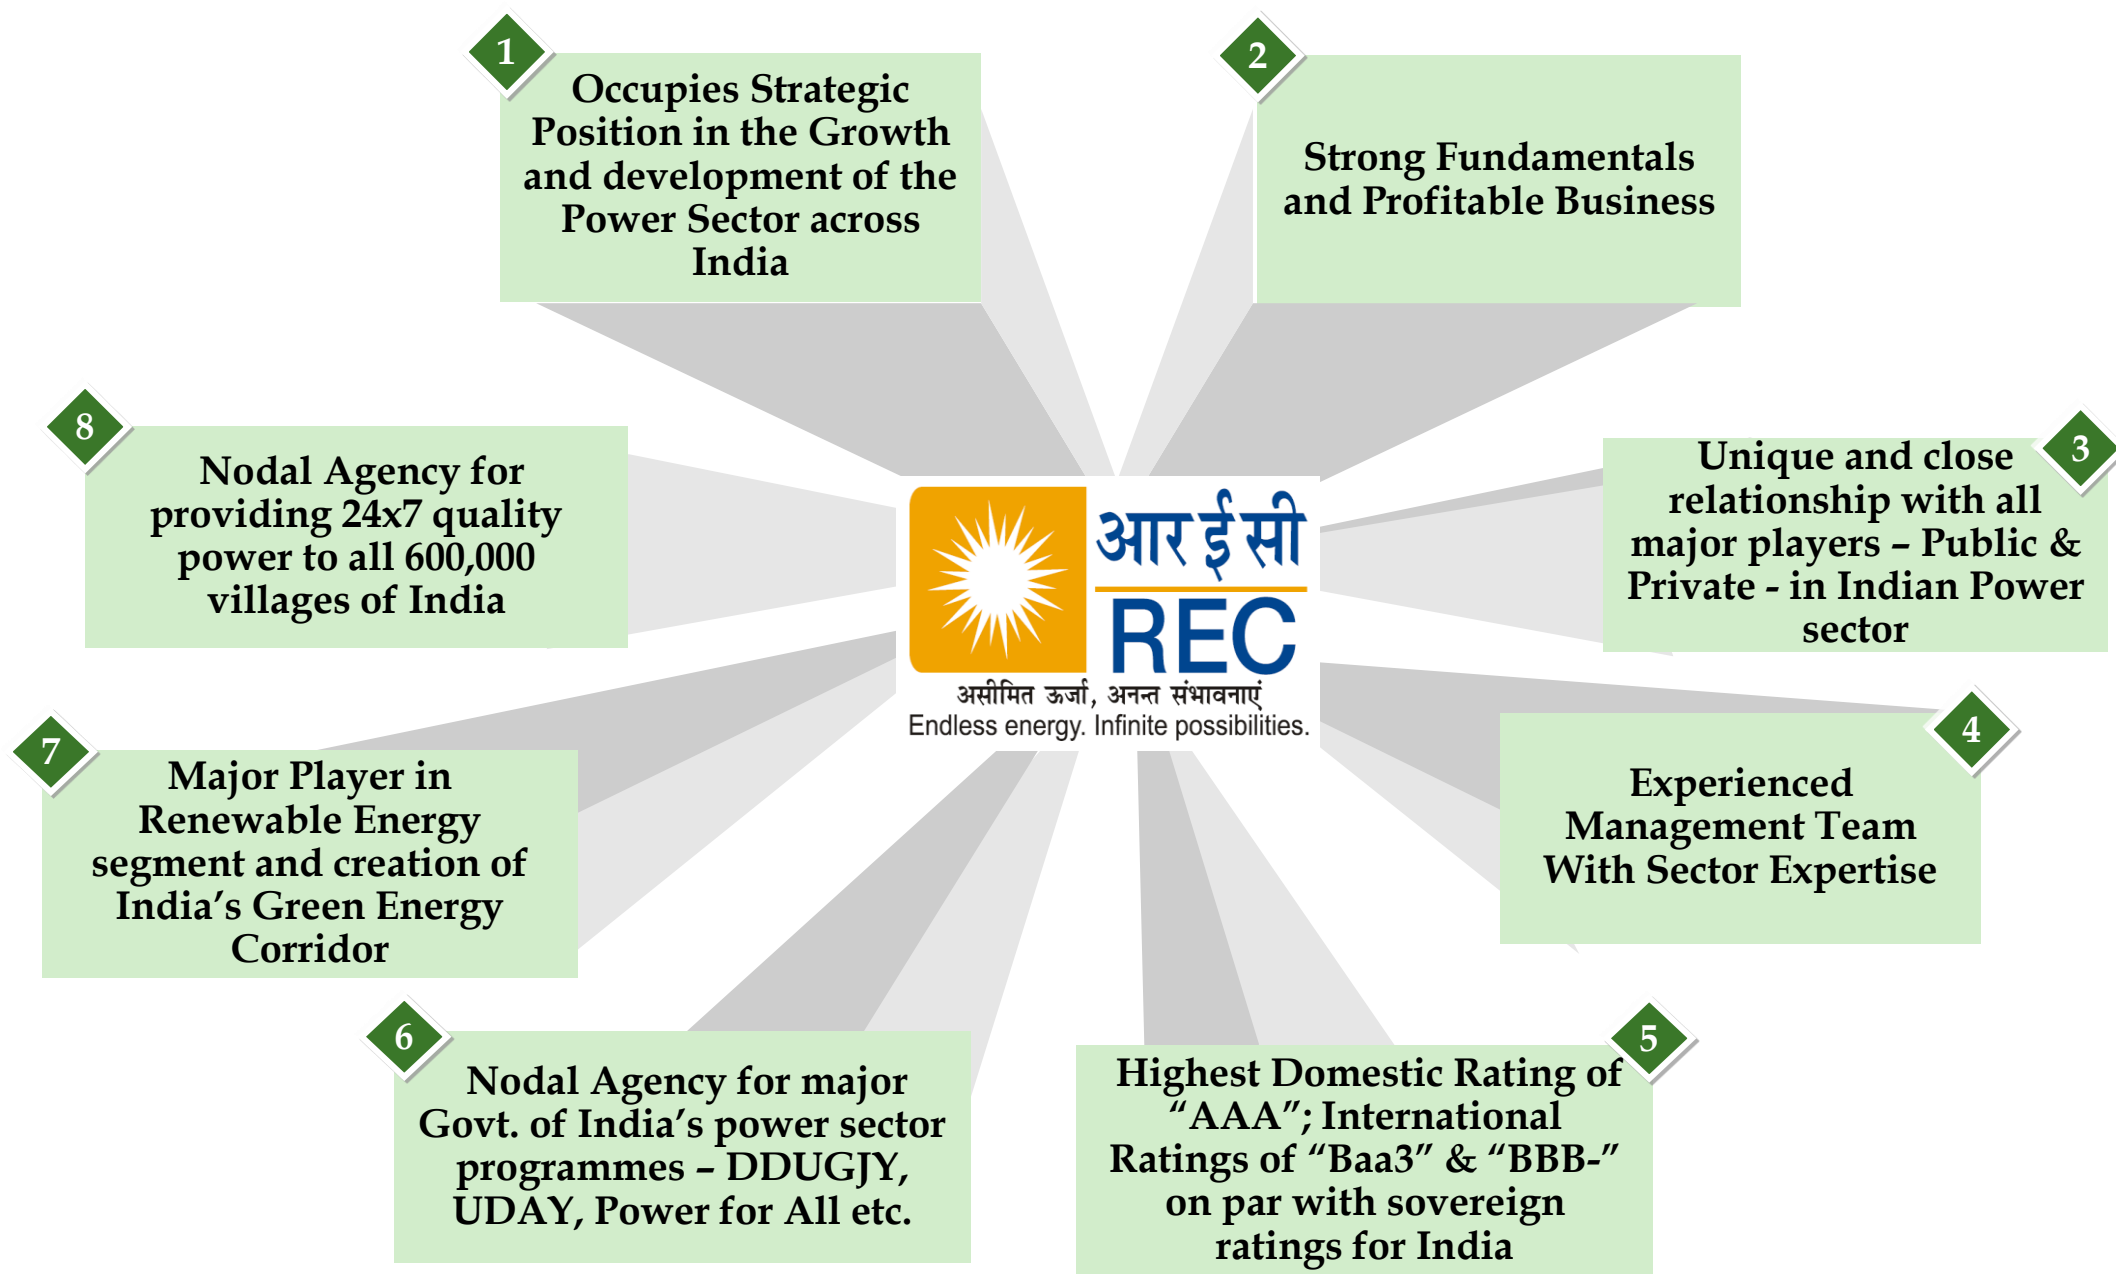 1
Occupies Strategic
Position in the Growth
and development of the
Power Sector across
India
2
Strong Fundamentals
and Profitable Business
3
Unique and close
relationship with all
major players – Public &
Private - in Indian Power
sector
4
Experienced
Management Team
With Sector Expertise
5
Highest Domestic Rating of
“AAA”; International
Ratings of “Baa3” & “BBB-”
on par with sovereign
ratings for India
6
Nodal Agency for major
Govt. of India’s power sector
programmes – DDUGJY,
UDAY, Power for All etc.
7
Major Player in
Renewable Energy
segment and creation of
India’s Green Energy
Corridor
8
Nodal Agency for
providing 24x7 quality
power to all 600,000
villages of India
आर ई सी
REC
असीमित ऊर्जा, अनन्त संभावनाएं
Endless energy. Infinite possibilities.